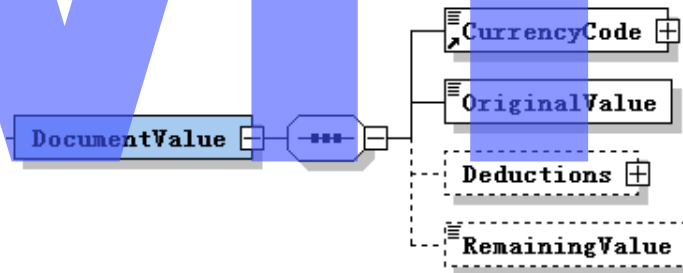 CurrencyCode
OriginalValue
DocumentValue
Deductions
RemainingValue